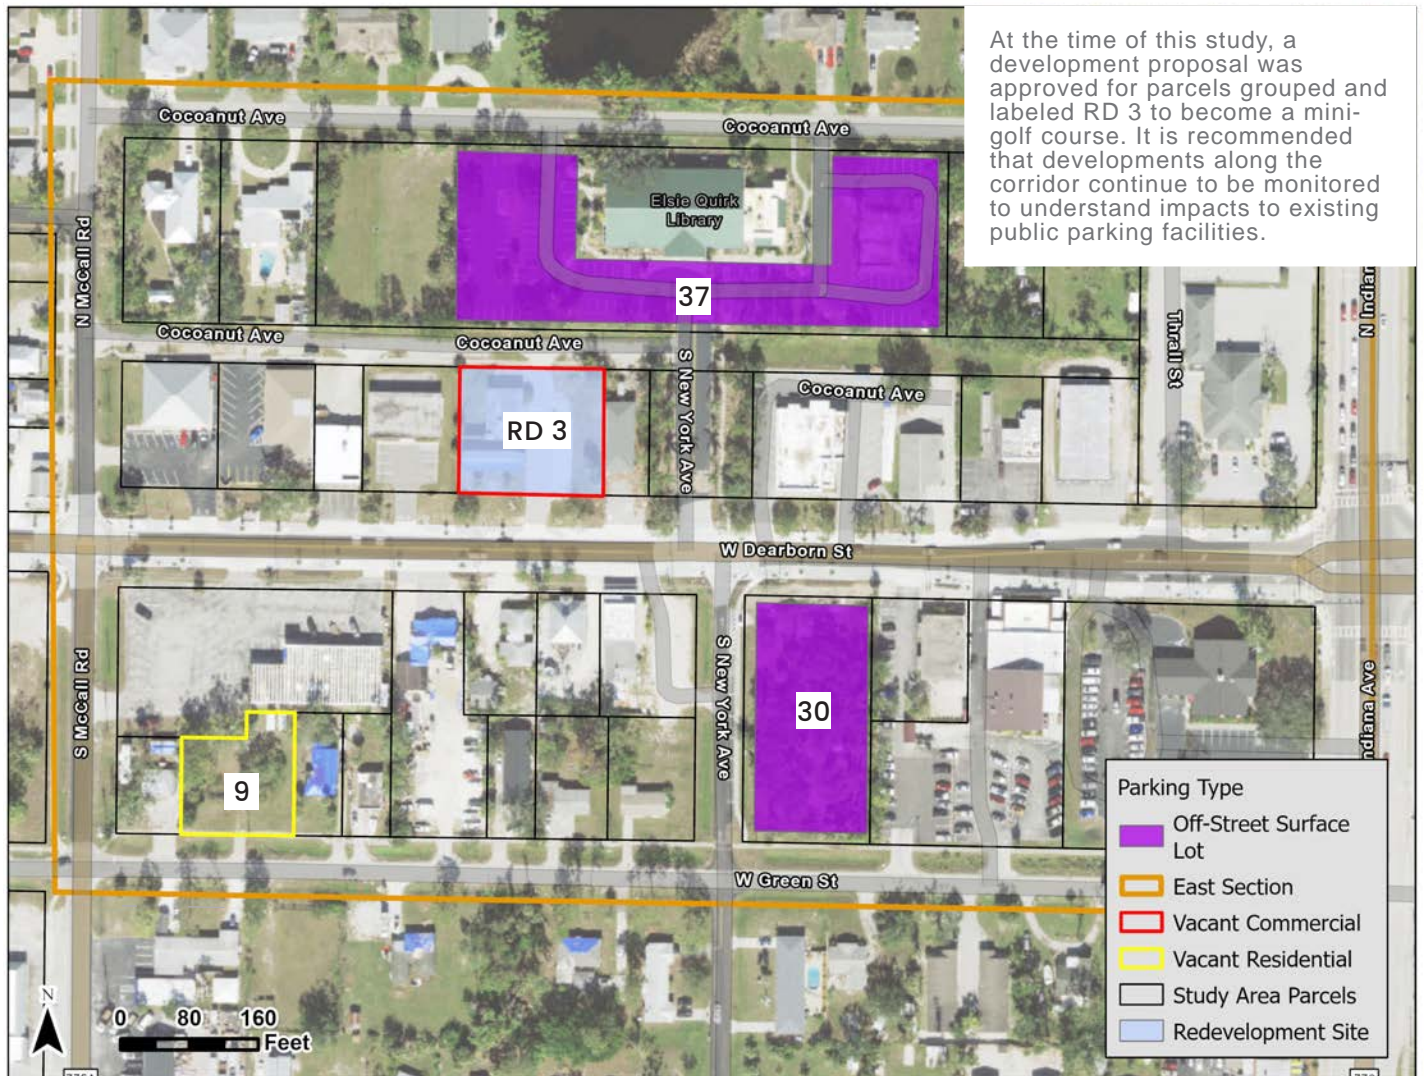 At the time of this study, a
development proposal was
approved for parcels grouped and
labeled RD 3 to become a mini-
golf course. It is recommended
that developments along the
corridor continue to be monitored
to understand impacts to existing
public parking facilities.
Cocoanut Ave
Cocoanut Ave
Elsie Quirk
Library
37
N McCall Rd
Cocoanut Ave
Cocoanut Ave
S New York Ave
Cocoanut Ave
Thrall St
N Indian
RD 3
W Dearborn St
S McCall Rd
S New York Ave
30
9
ndiana Ave
W Green St
Parking Type
Off-Street Surface
Lot
East Section
Vacant Commercial
Vacant Residential
Study Area Parcels
Redevelopment Site
N
0 80 160
Feet